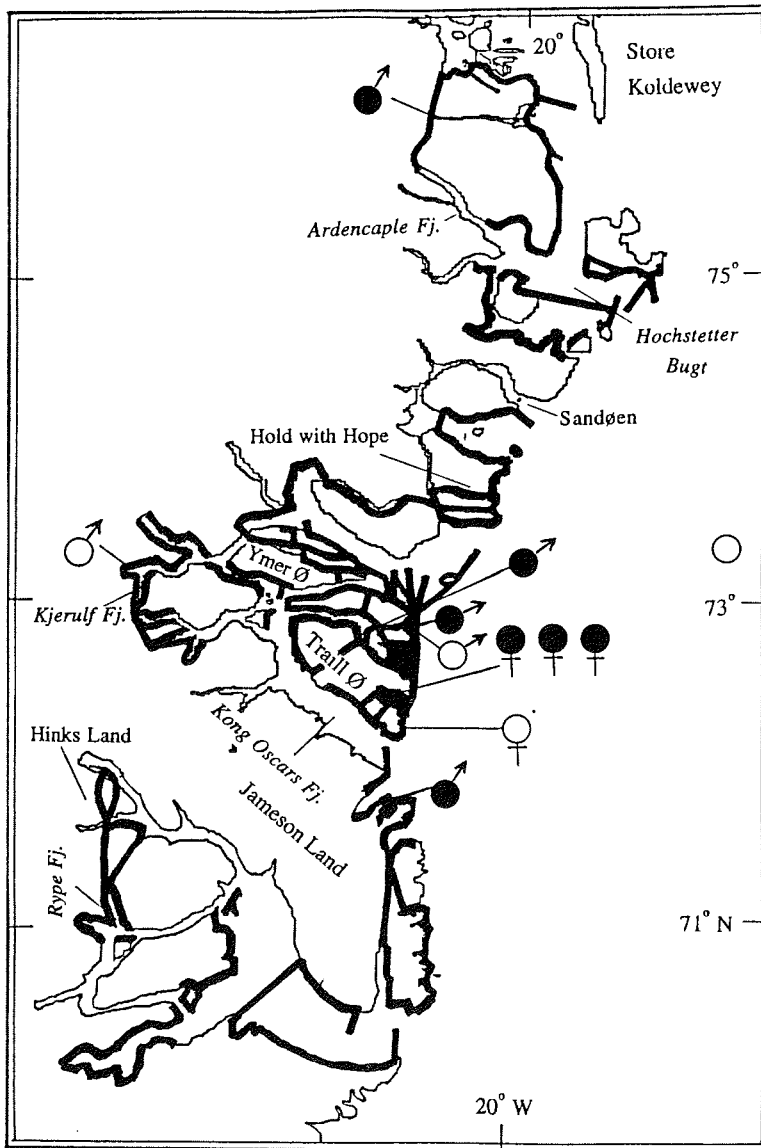 20°
Store
Koldewey
Ardencaple Fj.
75°
Hochstetter
Bugt
Sandøen
Hold with Hope
Ymer Ø
Kjerulf Fj.
73°
Traill Ø
Kong Oscars Fj.
Hinks Land
Jameson Land
Rype Fj.
71° N
20° W